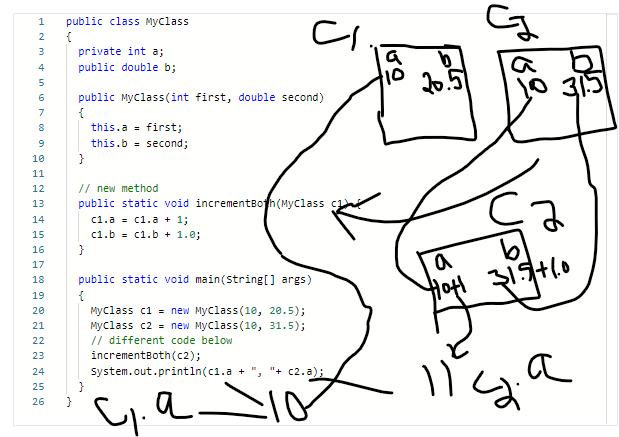 1 public class MyClass
2 {
3 private int a;
4 public double b;
5
6 public MyClass(int first, double second)
7 {
8 this.a = first;
9 this.b = second;
10 }
11
12 // new method
13 public static void incrementBoth(MyClass c1) {
14 c1.a = c1.a + 1;
15 c1.b = c1.b + 1.0;
16 }
17
18 public static void main(String[] args)
19 {
20 MyClass c1 = new MyClass(10, 20.5);
21 MyClass c2 = new MyClass(10, 31.5);
22 // different code below
23 incrementBoth(c2);
24 System.out.println(c1.a + ", "+ c2.a);
25 }
26 }
C1.
a b
10 20.5
C2
a b
10 31.5
C2
a b
10+1 31.5+1.0
11 C2.a
C1.a 10